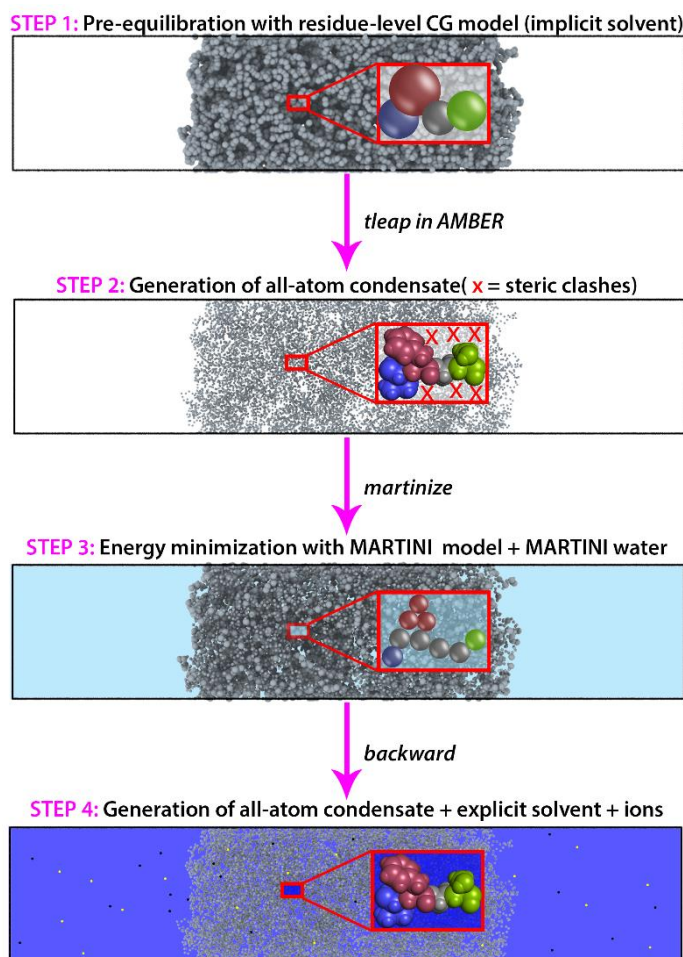 STEP 1: Pre-equilibration with residue-level CG model (implicit solvent)
tleap in AMBER
STEP 2: Generation of all-atom condensate( x = steric clashes)
X X X
X X X
martinize
STEP 3: Energy minimization with MARTINI model + MARTINI water
backward
STEP 4: Generation of all-atom condensate + explicit solvent + ions